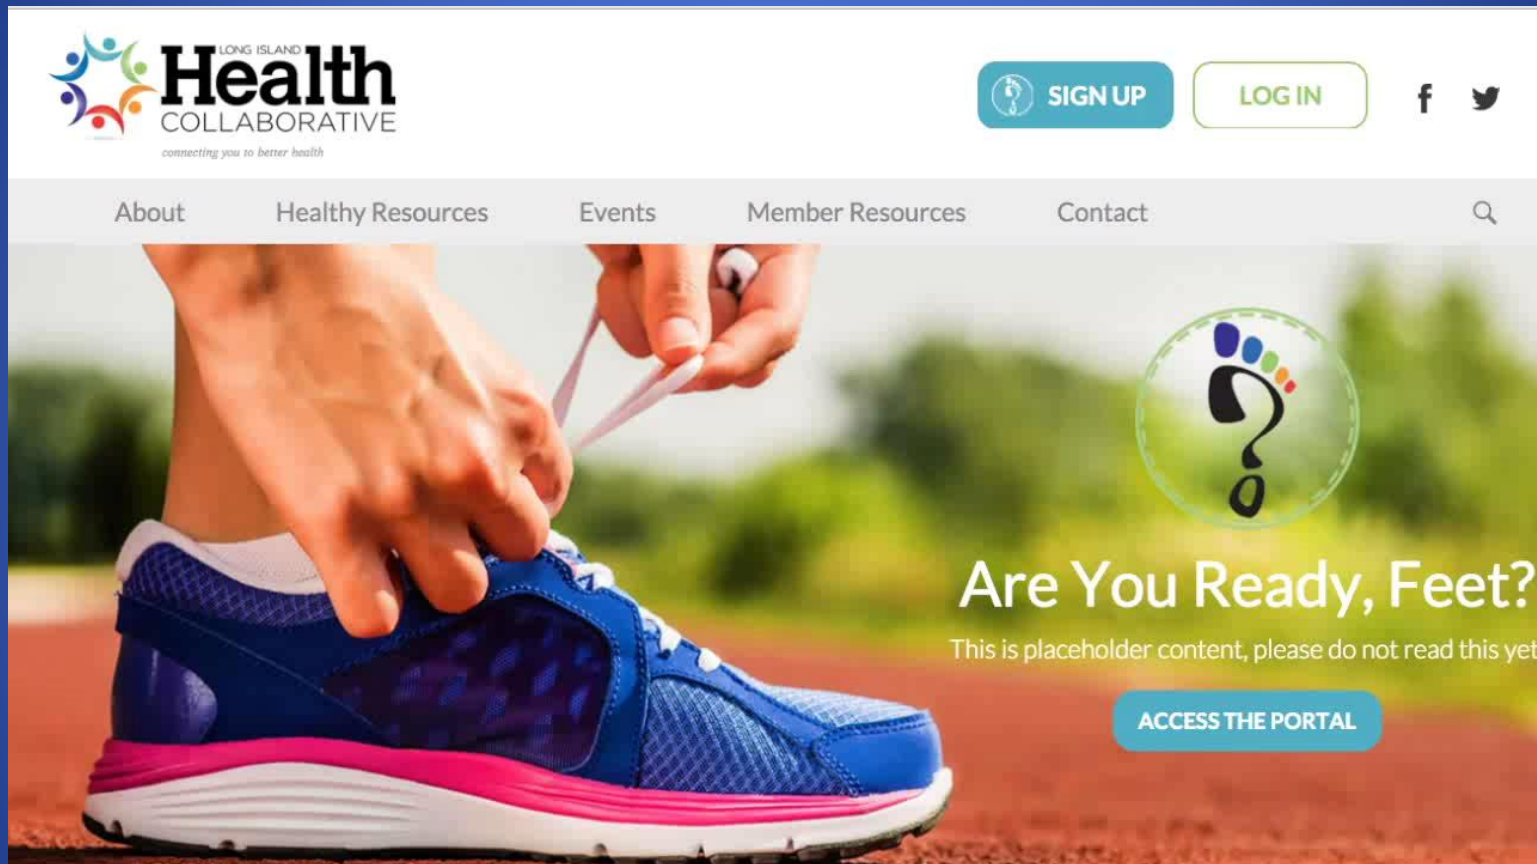 LONG ISLAND
Health
COLLABORATIVE
connecting you to better health
SIGN UP
LOG IN
About
Healthy Resources
Events
Member Resources
Contact
Are You Ready, Feet?
This is placeholder content, please do not read this yet
ACCESS THE PORTAL